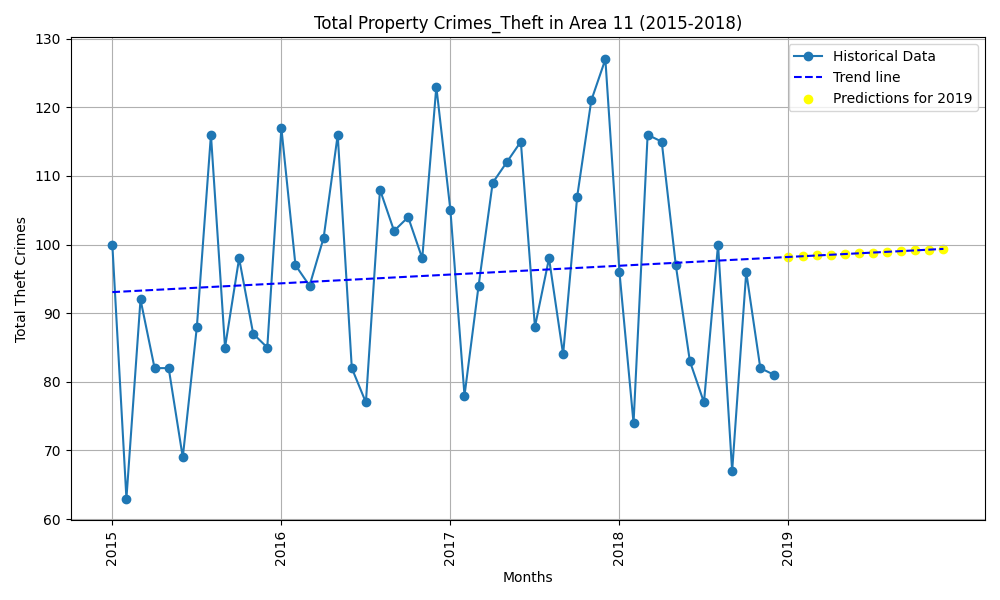 Total Property Crimes_Theft in Area 11 (2015-2018)
130
120
110
100
90
80
70
60
Total Theft Crimes
Historical Data
Trend line
Predictions for 2019
2015
2016
2017
2018
2019
Months